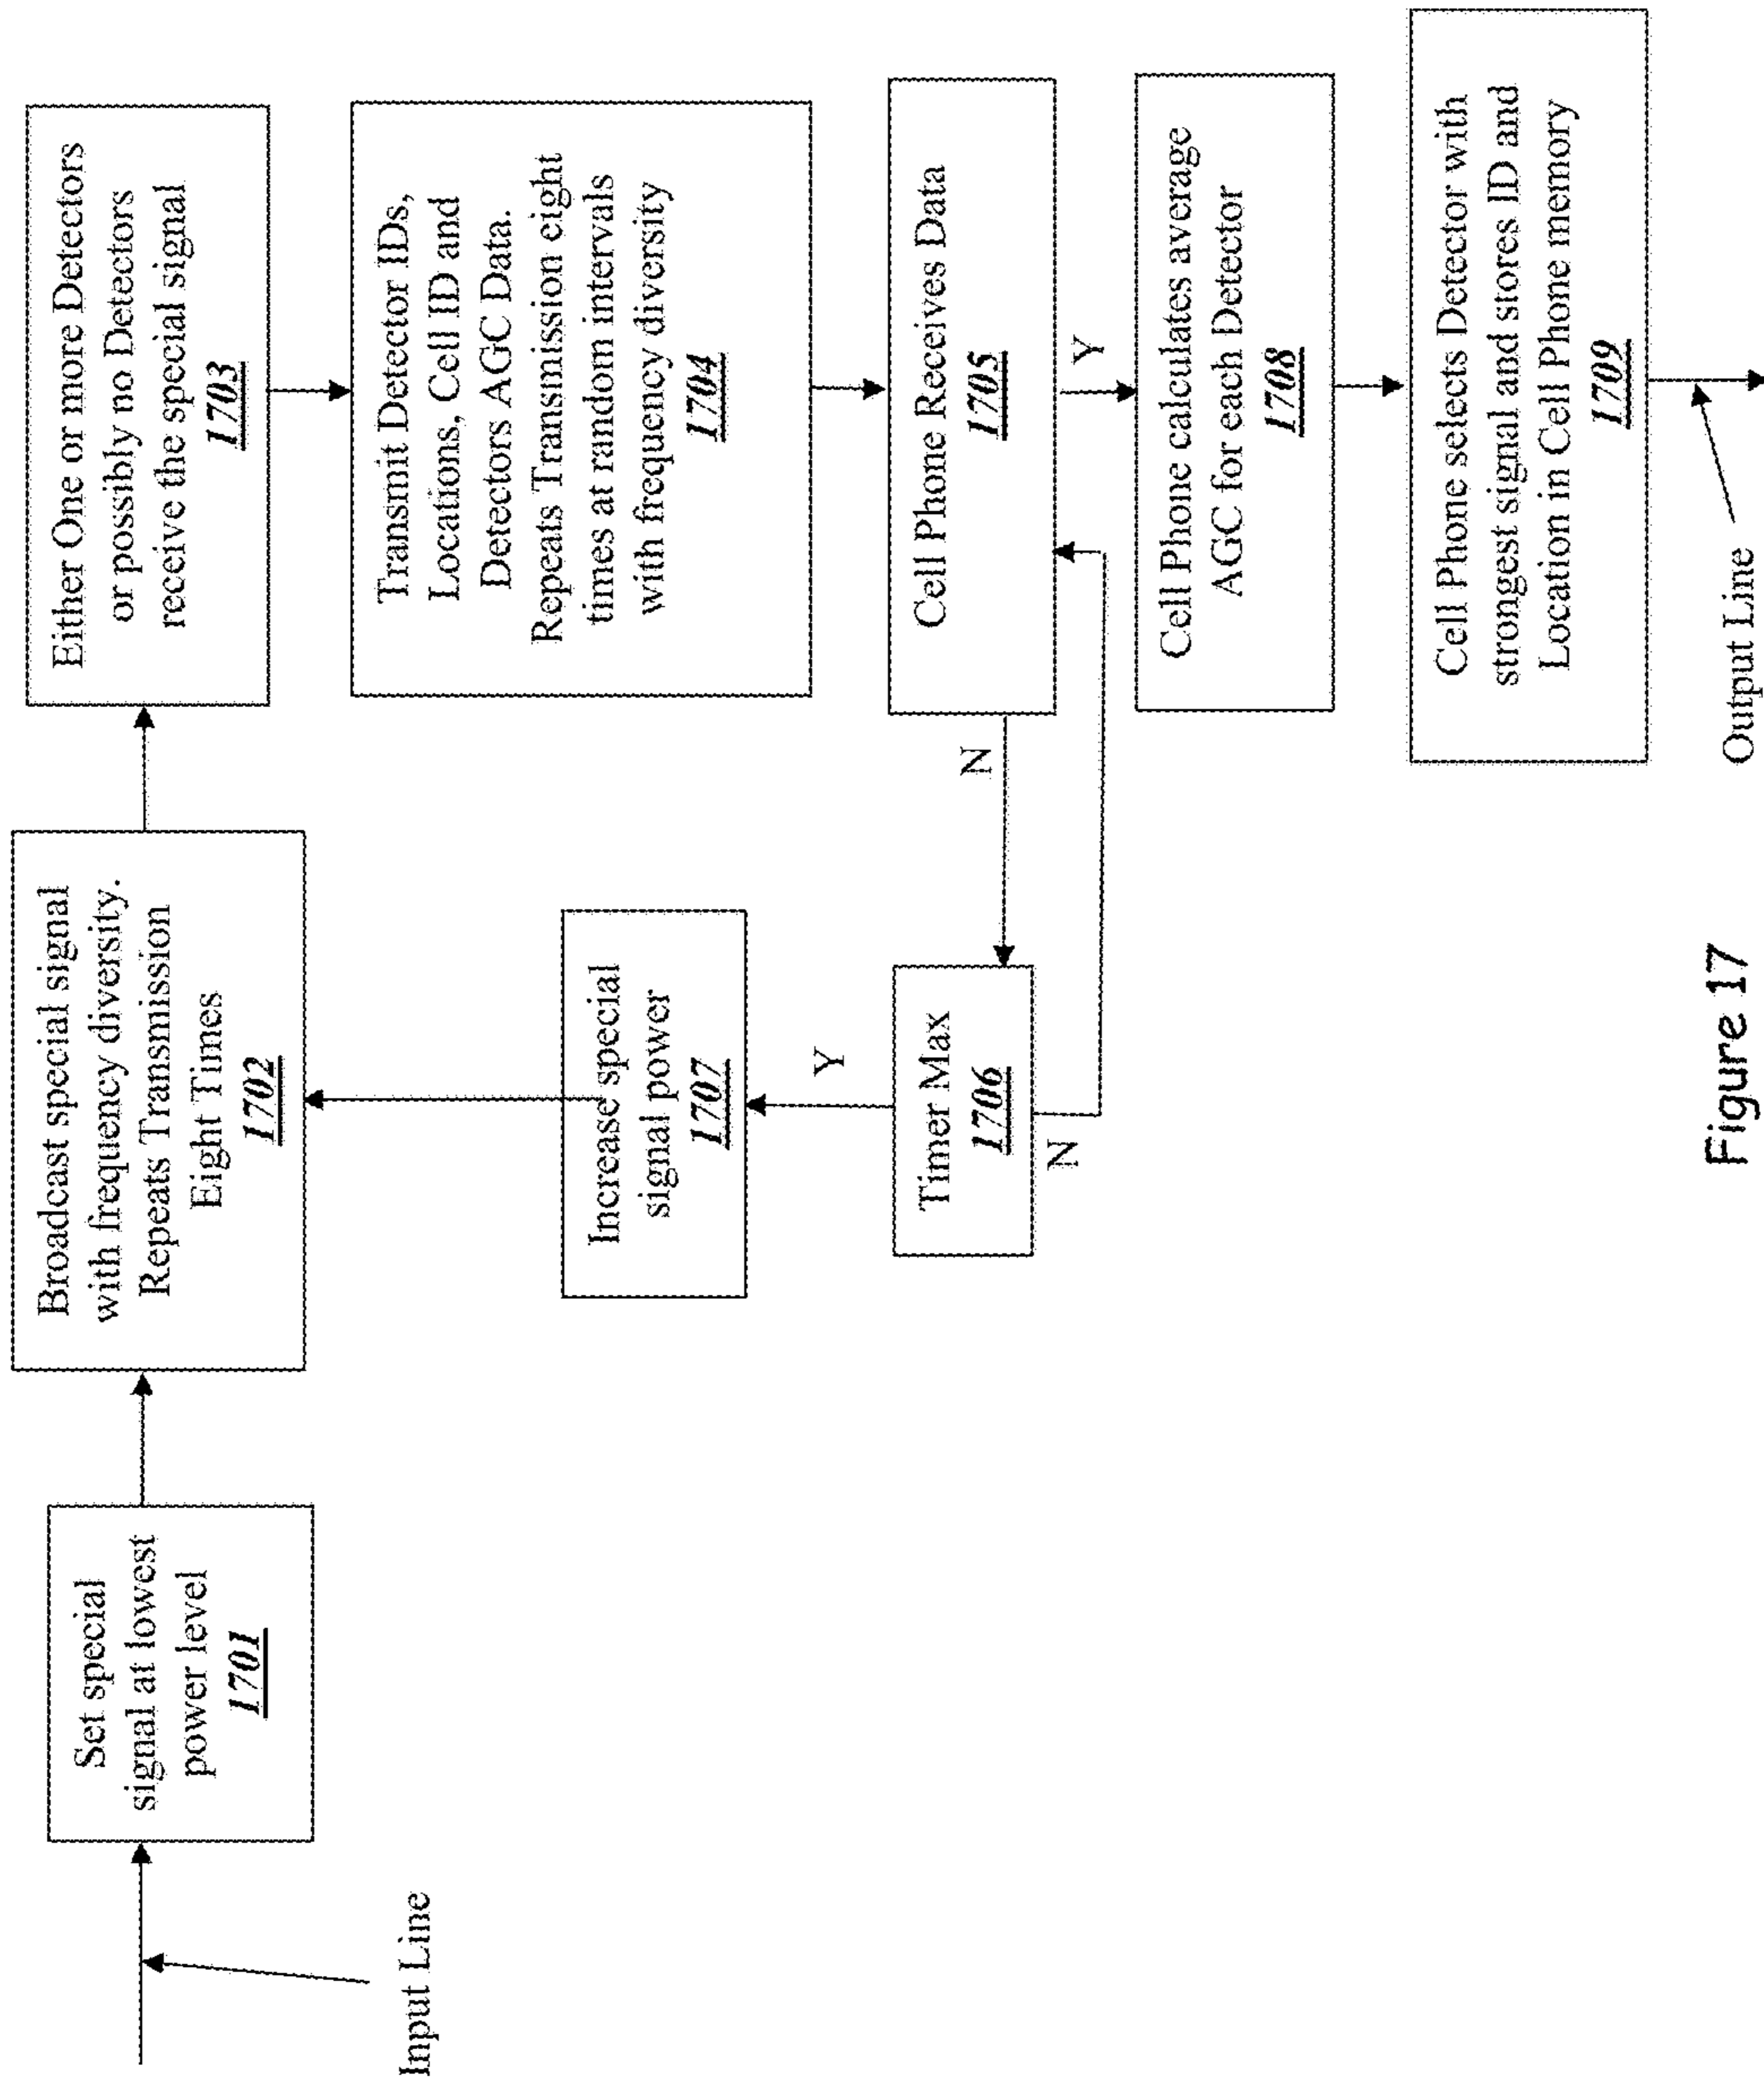 Input Line
Set special
signal at lowest
power level
1701
Broadcast special signal
with frequency diversity.
Repeats Transmission
Eight Times
1702
Either One or more Detectors
or possibly no Detectors
receive the special signal
1703
Transmit Detector IDs,
Locations, Cell ID and
Detectors AGC Data.
Repeats Transmission eight
times at random intervals
with frequency diversity
1704
Cell Phone Receives Data
1705
N
Y
Timer Max
1706
N
Y
Increase special
signal power
1707
Cell Phone calculates average
AGC for each Detector
1708
Cell Phone selects Detector with
strongest signal and stores ID and
Location in Cell Phone memory
1709
Output Line
Figure 17